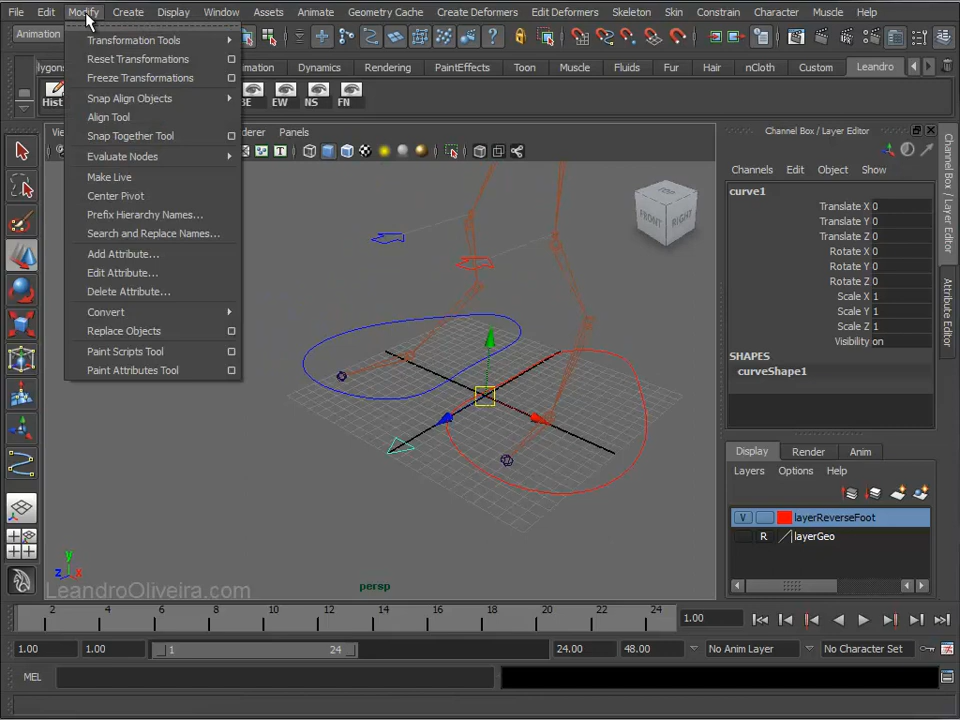 File Edit Modify Create Display Window Assets Animate Geometry Cache Create Deformers Edit Deformers Skeleton Skin Constrain Character Muscle Help
Animation
Dynamics Rendering PaintEffects Toon Muscle Fluids Fur Hair nCloth Custom Leandro
Hist EW NS FN
Transformation Tools
Reset Transformations
Freeze Transformations
Snap Align Objects
Align Tool
Snap Together Tool
Evaluate Nodes
Make Live
Center Pivot
Prefix Hierarchy Names...
Search and Replace Names...
Add Attribute...
Edit Attribute...
Delete Attribute...
Convert
Replace Objects
Paint Scripts Tool
Paint Attributes Tool
Panels
TOP
FRONT RIGHT
Channel Box / Layer Editor
Channels Edit Object Show
curve1
Translate X 0
Translate Y 0
Translate Z 0
Rotate X 0
Rotate Y 0
Rotate Z 0
Scale X 1
Scale Y 1
Scale Z 1
Visibility on
SHAPES
curveShape1
Display Render Anim
Layers Options Help
V layerReverseFoot
R layerGeo
Channel Box / Layer Editor
Attribute Editor
y
z x
persp
LeandroOliveira.com
2 4 6 8 10 12 14 16 18 20 22 24 1.00
1.00 1.00 1 24 24.00 48.00 No Anim Layer No Character Set
MEL